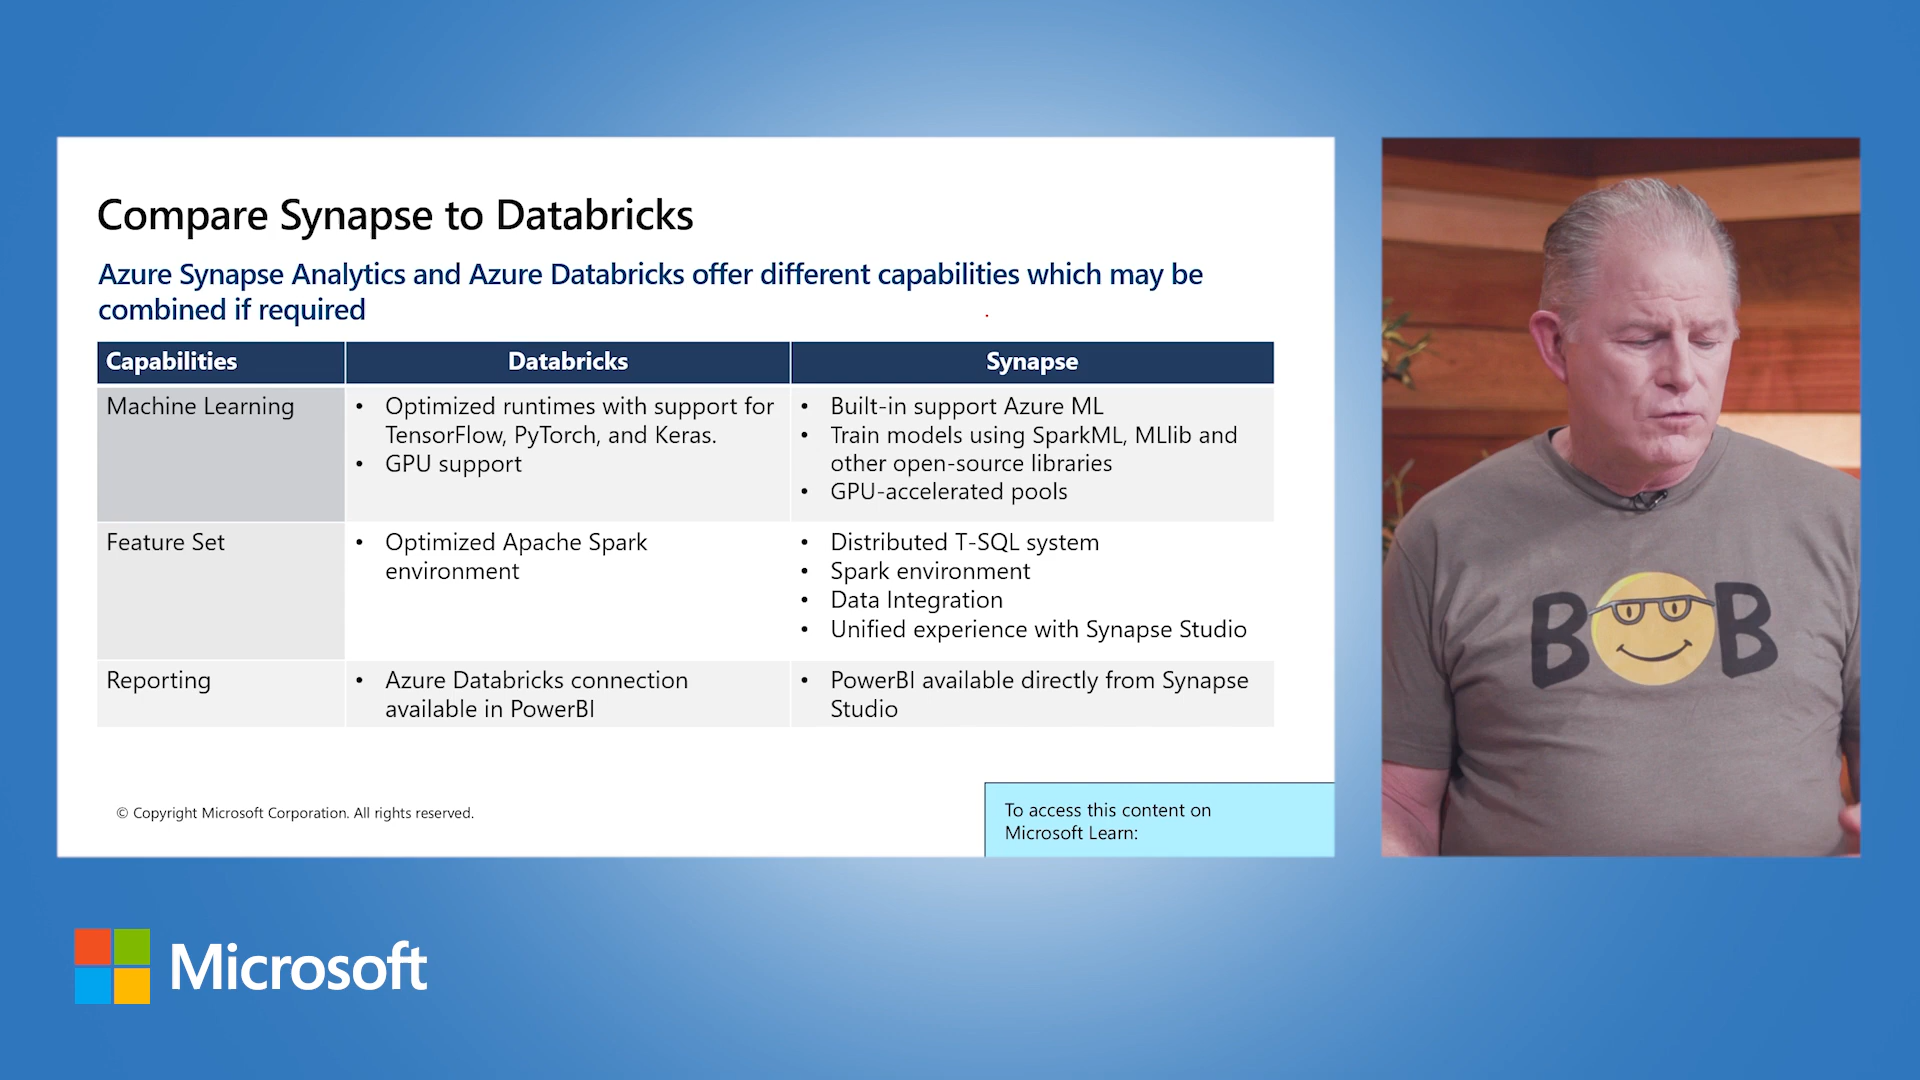 Compare Synapse to Databricks
Azure Synapse Analytics and Azure Databricks offer different capabilities which may be
combined if required
Capabilities
Databricks
Synapse
Machine Learning
• Optimized runtimes with support for
TensorFlow, PyTorch, and Keras.
• GPU support
• Built-in support Azure ML
• Train models using SparkML, MLlib and
other open-source libraries
• GPU-accelerated pools
Feature Set
• Optimized Apache Spark
environment
• Distributed T-SQL system
• Spark environment
• Data Integration
• Unified experience with Synapse Studio
Reporting
• Azure Databricks connection
available in PowerBI
• PowerBI available directly from Synapse
Studio
© Copyright Microsoft Corporation. All rights reserved.
To access this content on
Microsoft Learn:
BOB
Microsoft